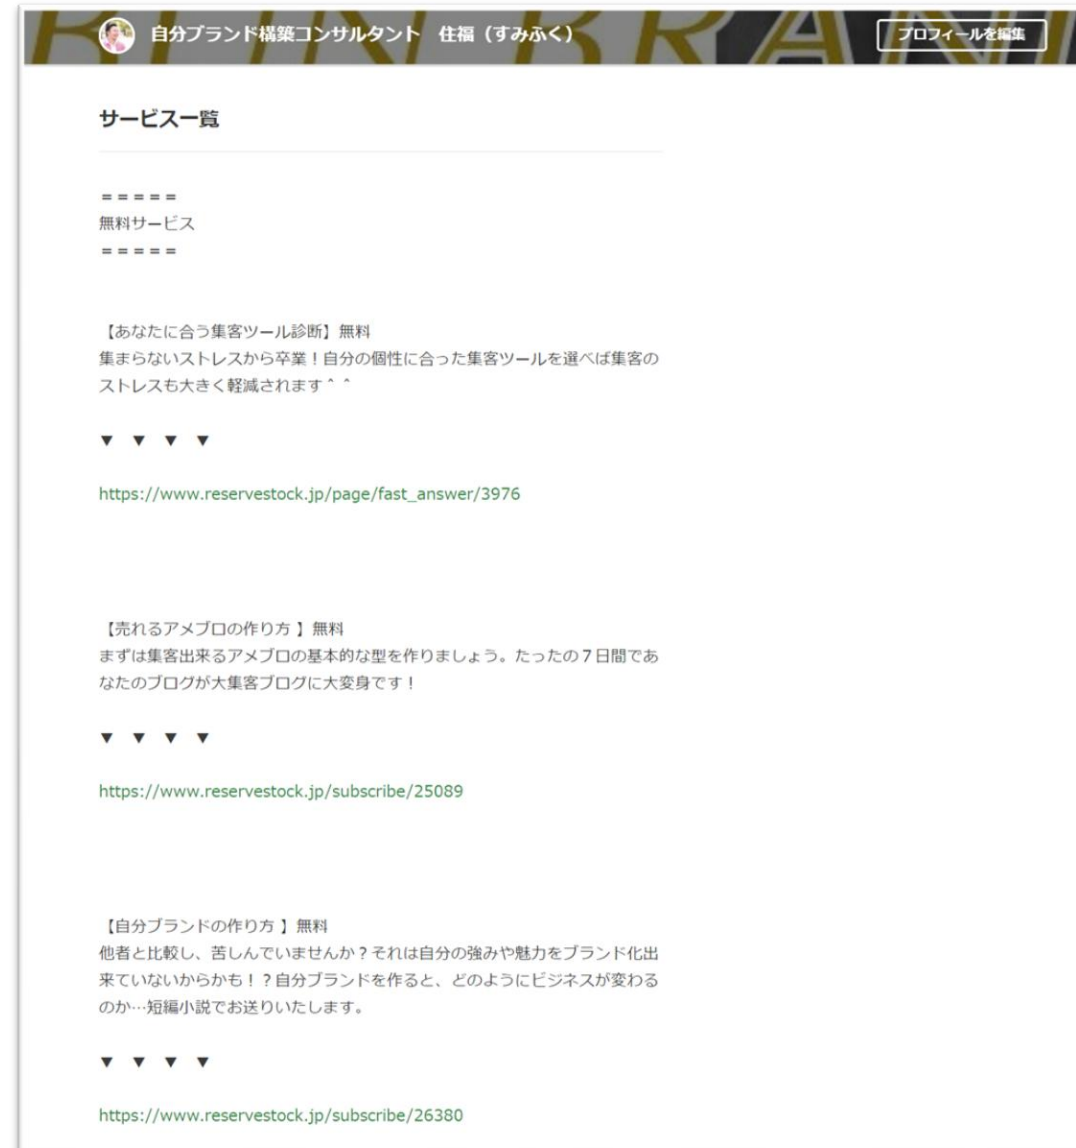 自分ブランド構築コンサルタント　住福（すみふく）
プロフィールを編集
サービス一覧
＝＝＝＝＝
無料サービス
＝＝＝＝＝
【あなたに合う集客ツール診断】無料
集まらないストレスから卒業！自分の個性に合った集客ツールを選べば集客の
ストレスも大きく軽減されます＾＾
▼　▼　▼　▼
https://www.reservestock.jp/page/fast_answer/3976
【売れるアメブロの作り方 】無料
まずは集客出来るアメブロの基本的な型を作りましょう。たったの７日間であ
なたのブログが大集客ブログに大変身です！
▼　▼　▼　▼
https://www.reservestock.jp/subscribe/25089
【自分ブランドの作り方 】無料
他者と比較し、苦しんでいませんか？それは自分の強みや魅力をブランド化出
来ていないからかも！？自分ブランドを作ると、どのようにビジネスが変わる
のか…短編小説でお送りいたします。
▼　▼　▼　▼
https://www.reservestock.jp/subscribe/26380